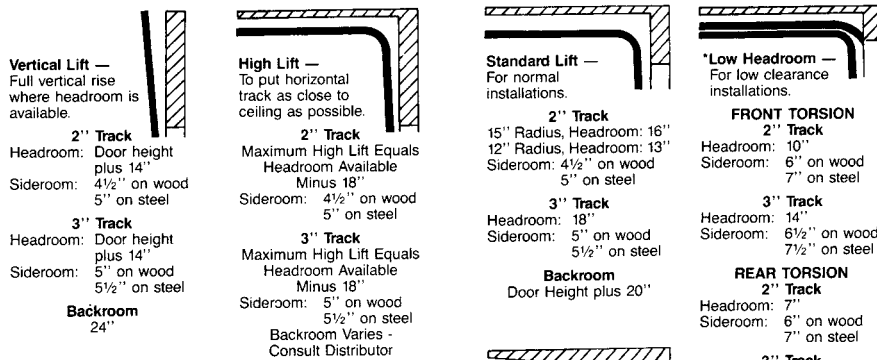 Vertical Lift —
Full vertical rise
where headroom is
available.
2'' Track
Headroom: Door height
plus 14''
Sideroom: 4½'' on wood
5'' on steel
3'' Track
Headroom: Door height
plus 14''
Sideroom: 5'' on wood
5½'' on steel
Backroom
24''
High Lift —
To put horizontal
track as close to
ceiling as possible.
2'' Track
Maximum High Lift Equals
Headroom Available
Minus 18''
Sideroom: 4½'' on wood
5'' on steel
3'' Track
Maximum High Lift Equals
Headroom Available
Minus 18''
Sideroom: 5'' on wood
5½'' on steel
Backroom Varies -
Consult Distributor
Standard Lift —
For normal
installations.
2'' Track
15'' Radius, Headroom: 16''
12'' Radius, Headroom: 13''
Sideroom: 4½'' on wood
5'' on steel
3'' Track
Headroom: 18''
Sideroom: 5'' on wood
5½'' on steel
Backroom
Door Height plus 20''
*Low Headroom —
For low clearance
installations.
FRONT TORSION
2'' Track
Headroom: 10''
Sideroom: 6'' on wood
7'' on steel
3'' Track
Headroom: 14''
Sideroom: 6½'' on wood
7½'' on steel
REAR TORSION
2'' Track
Headroom: 7''
Sideroom: 6'' on wood
7'' on steel
3'' Track